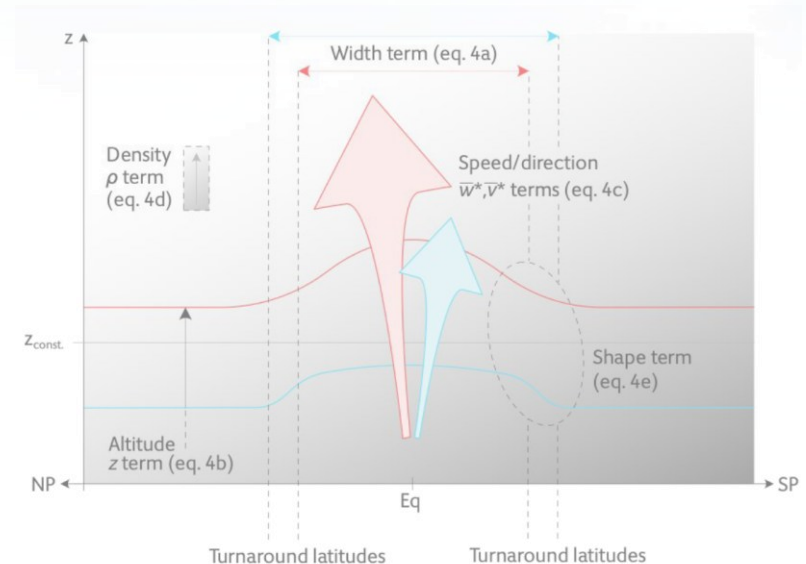 z
Width term (eq. 4a)
Density
ρ term
(eq. 4d)
Speed/direction
w̅*,v̅* terms (eq. 4c)
z const.
Shape term
(eq. 4e)
Altitude
z term (eq. 4b)
NP
Eq
SP
Turnaround latitudes
Turnaround latitudes